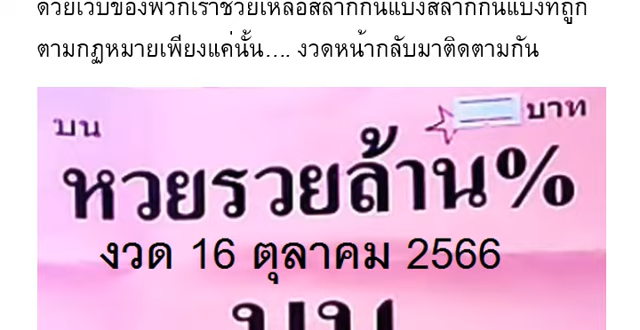 ด้วยเว็บของพวกเราช่วยเหลือสลากกินแบ่งสลากกินแบ่งที่ถูก
ตามกฏหมายเพียงแค่นั้น.... งวดหน้ากลับมาติดตามกัน
บน
บาท
หวยรวยล้าน%
งวด 16 ตุลาคม 2566
บน